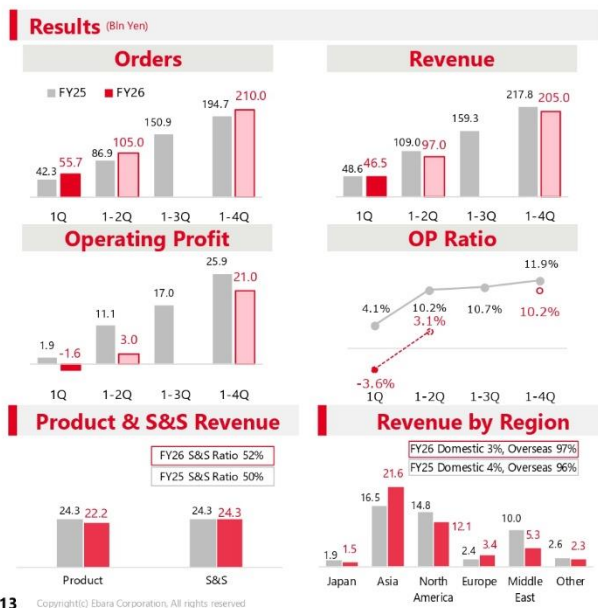 Results (Bln Yen)
Orders
FY25 FY26
42.3 55.7 86.9 105.0 150.9 194.7 210.0
1Q 1-2Q 1-3Q 1-4Q
Revenue
48.6 46.5 109.0 97.0 159.3 217.8 205.0
1Q 1-2Q 1-3Q 1-4Q
Operating Profit
1.9 -1.6 11.1 3.0 17.0 25.9 21.0
1Q 1-2Q 1-3Q 1-4Q
OP Ratio
4.1% 10.2% 10.7% 11.9%
-3.6% 3.1% 10.2%
1Q 1-2Q 1-3Q 1-4Q
Product & S&S Revenue
FY26 S&S Ratio 52%
FY25 S&S Ratio 50%
24.3 22.2 24.3 24.3
Product S&S
Revenue by Region
FY26 Domestic 3%, Overseas 97%
FY25 Domestic 4%, Overseas 96%
1.9 1.5 16.5 21.6 14.8 12.1 2.4 3.4 10.0 5.3 2.6 2.3
Japan Asia North America Europe Middle East Other
13 Copyright(c) Ebara Corporation, All rights reserved